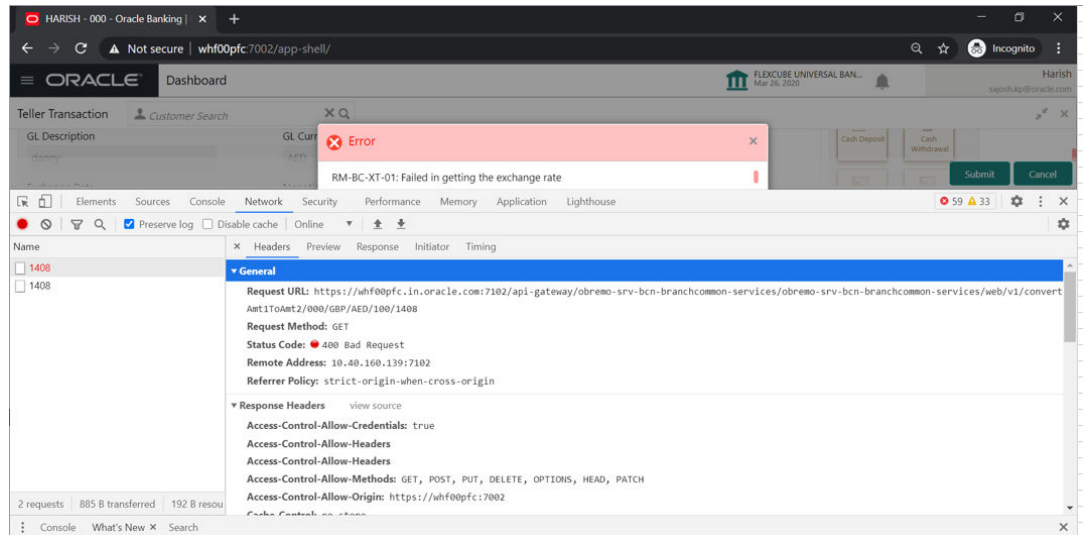 HARISH - 000 - Oracle Banking | ×
+
Not secure | whf00pfc:7002/app-shell/
Incognito
ORACLE Dashboard
FLEXCUBE UNIVERSAL BAN...
Mar 26, 2020
Harish
sajosh.kp@oracle.com
Teller Transaction Customer Search
GL Description GL Curr
AED
Error
RM-BC-XT-01: Failed in getting the exchange rate
Cash Deposit
Cash
Withdrawal
Submit Cancel
Elements Sources Console Network Security Performance Memory Application Lighthouse 59 33
Preserve log Disable cache Online
Name
× Headers Preview Response Initiator Timing
1408
1408
General
Request URL: https://whf00pfc.in.oracle.com:7102/api-gateway/obremo-srv-bcn-branchcommon-services/obremo-srv-bcn-branchcommon-services/web/v1/convert
Amt1ToAmt2/000/GBP/AED/100/1408
Request Method: GET
Status Code: 400 Bad Request
Remote Address: 10.40.160.139:7102
Referrer Policy: strict-origin-when-cross-origin
Response Headers view source
Access-Control-Allow-Credentials: true
Access-Control-Allow-Headers
Access-Control-Allow-Headers
Access-Control-Allow-Methods: GET, POST, PUT, DELETE, OPTIONS, HEAD, PATCH
Access-Control-Allow-Origin: https://whf00pfc:7002
2 requests 885 B transferred 192 B resou
Console What's New × Search